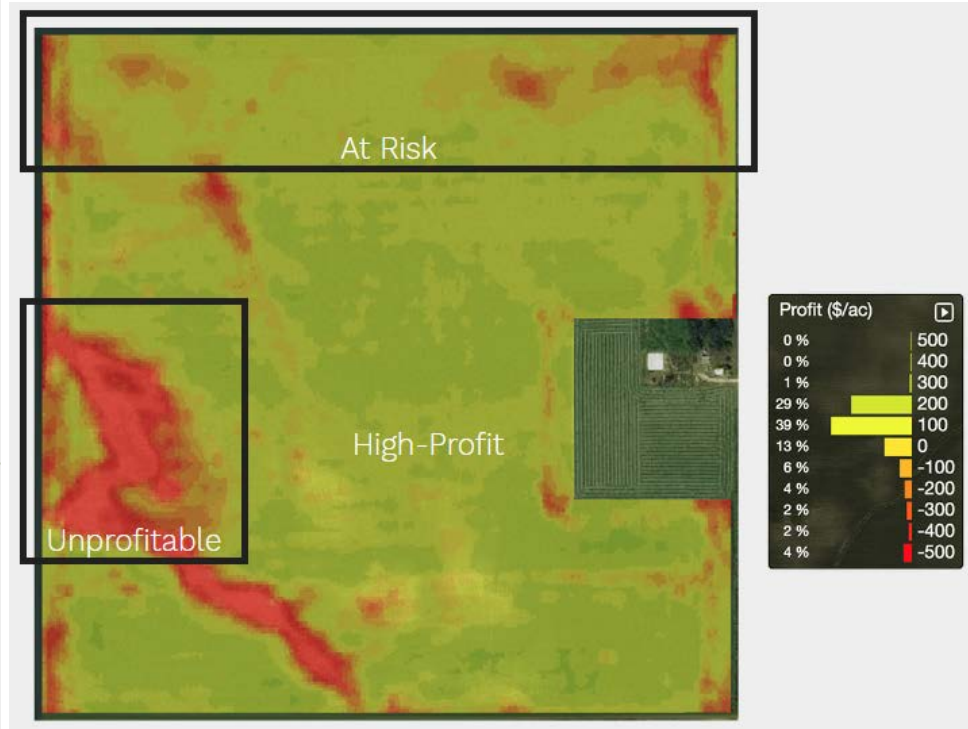 At Risk
High-Profit
Unprofitable
Profit ($/ac)
0 % 500
0 % 400
1 % 300
29 % 200
39 % 100
13 % 0
6 % -100
4 % -200
2 % -300
2 % -400
4 % -500